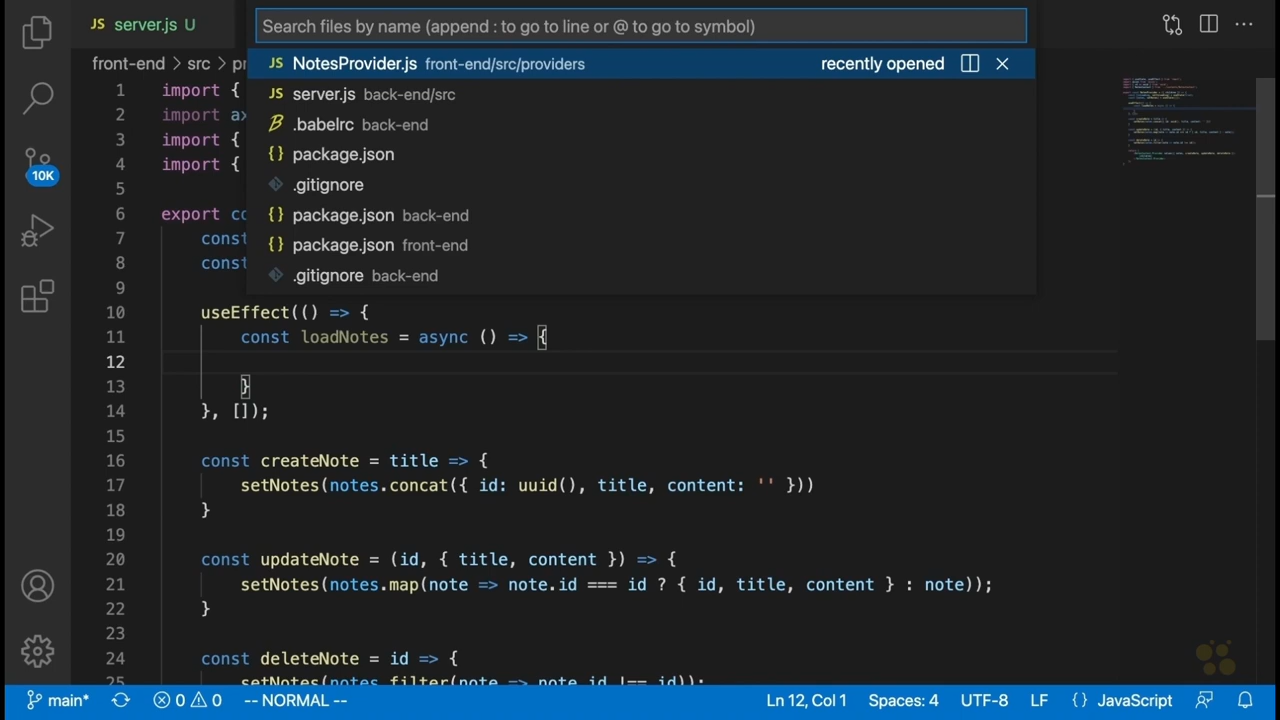 JS server.js U
Search files by name (append : to go to line or @ to go to symbol)
front-end > src > pr
JS NotesProvider.js front-end/src/providers recently opened
JS server.js back-end/src
.babelrc back-end
{} package.json
.gitignore
{} package.json back-end
{} package.json front-end
.gitignore back-end
10K
1 import {
2 import ax
3 import {
4 import {
5
6 export co
7 const
8 const
9
10 useEffect(() => {
11 const loadNotes = async () => {
12
13 }
14 }, []);
15
16 const createNote = title => {
17 setNotes(notes.concat({ id: uuid(), title, content: '' }))
18 }
19
20 const updateNote = (id, { title, content }) => {
21 setNotes(notes.map(note => note.id === id ? { id, title, content } : note));
22 }
23
24 const deleteNote = id => {
25 setNotes(notes.filter(note => note.id !== id));
main* 0 0 -- NORMAL -- Ln 12, Col 1 Spaces: 4 UTF-8 LF {} JavaScript